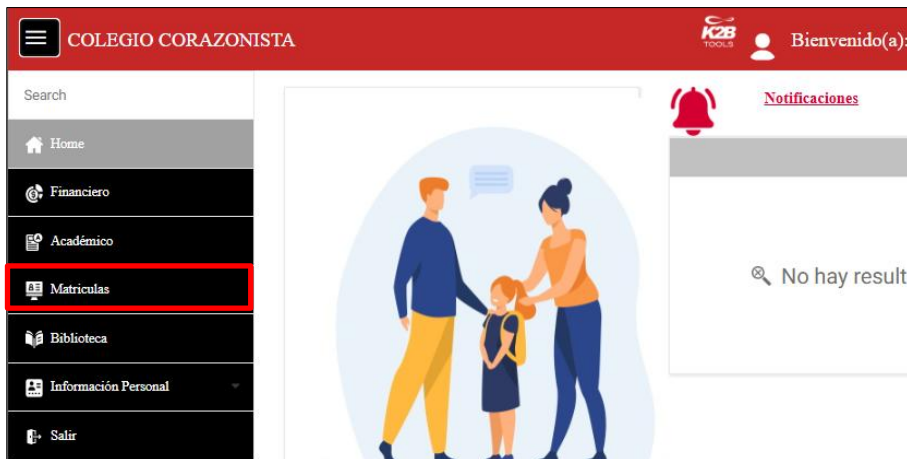 COLEGIO CORAZONISTA
K2B
TOOLS
Bienvenido(a):
Search
Home
Financiero
Académico
Matriculas
Biblioteca
Información Personal
Salir
Notificaciones
No hay result